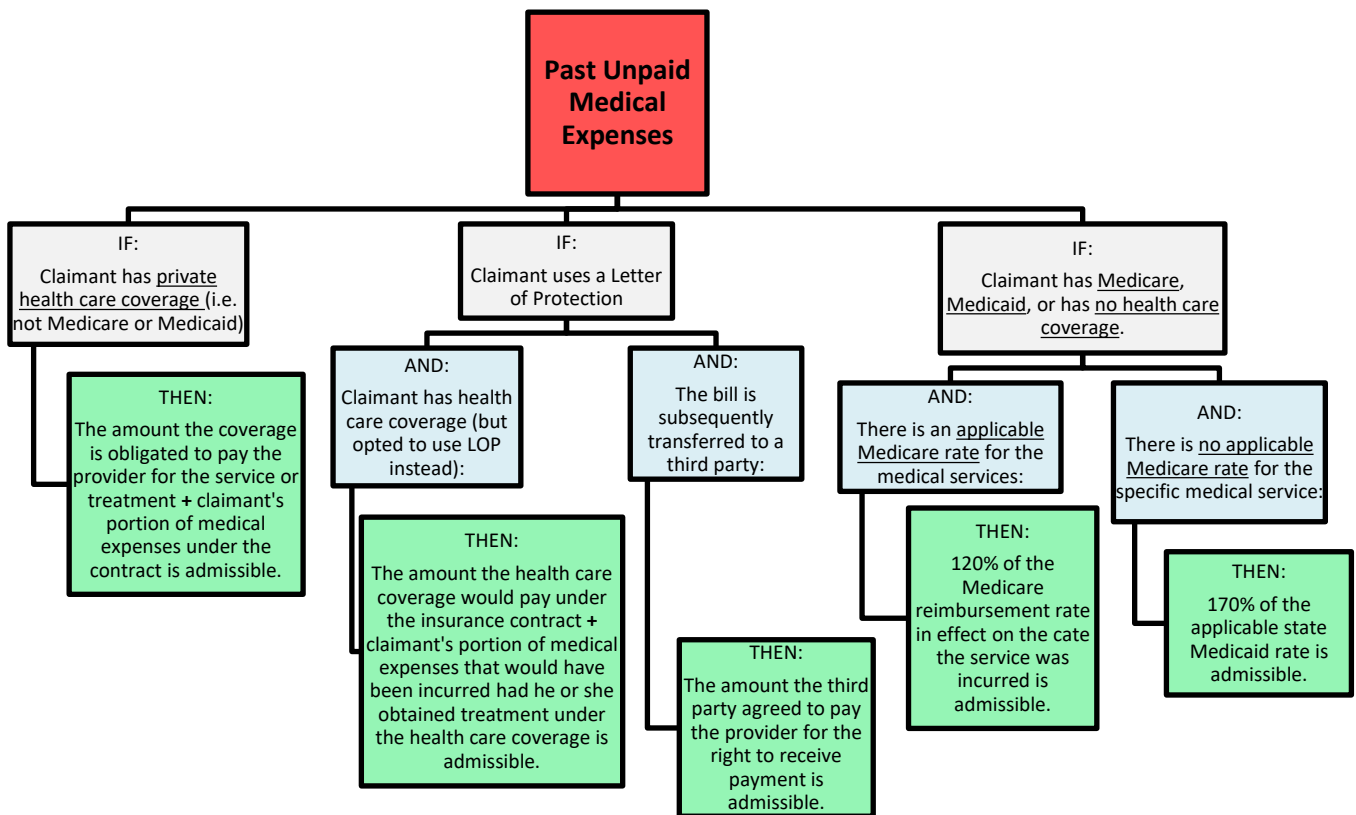 Past Unpaid
Medical
Expenses
IF:
Claimant has private
health care coverage (i.e.
not Medicare or Medicaid)
THEN:
The amount the coverage
is obligated to pay the
provider for the service or
treatment + claimant's
portion of medical
expenses under the
contract is admissible.
IF:
Claimant uses a Letter
of Protection
AND:
Claimant has health
care coverage (but
opted to use LOP
instead):
THEN:
The amount the health care
coverage would pay under
the insurance contract +
claimant's portion of medical
expenses that would have
been incurred had he or she
obtained treatment under
the health care coverage is
admissible.
AND:
The bill is
subsequently
transferred to a
third party:
THEN:
The amount the third
party agreed to pay
the provider for the
right to receive
payment is
admissible.
IF:
Claimant has Medicare,
Medicaid, or has no health care
coverage.
AND:
There is an applicable
Medicare rate for the
medical services:
THEN:
120% of the
Medicare
reimbursement rate
in effect on the cate
the service was
incurred is
admissible.
AND:
There is no applicable
Medicare rate for the
specific medical service:
THEN:
170% of the
applicable state
Medicaid rate is
admissible.